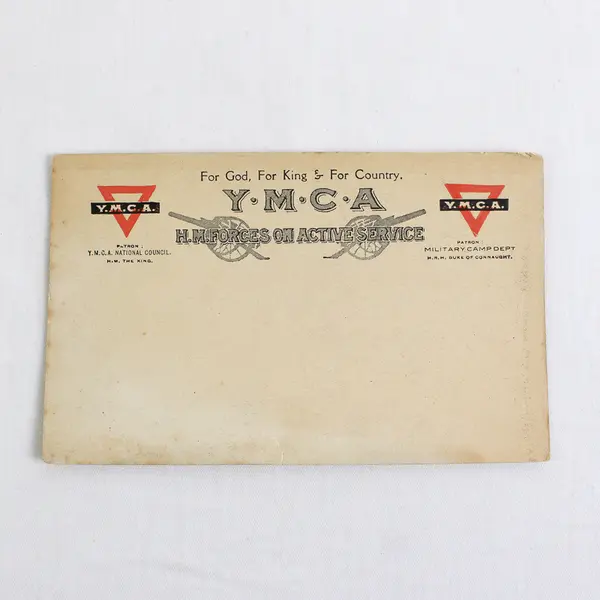 For God, For King & For Country.
Y·M·C·A
H.M. FORCES ON ACTIVE SERVICE
Y.M.C.A.
PATRON:
Y.M.C.A. NATIONAL COUNCIL.
H.M. THE KING.
Y.M.C.A.
PATRON:
MILITARY CAMP DEPT
H.R.H. DUKE OF CONNAUGHT.